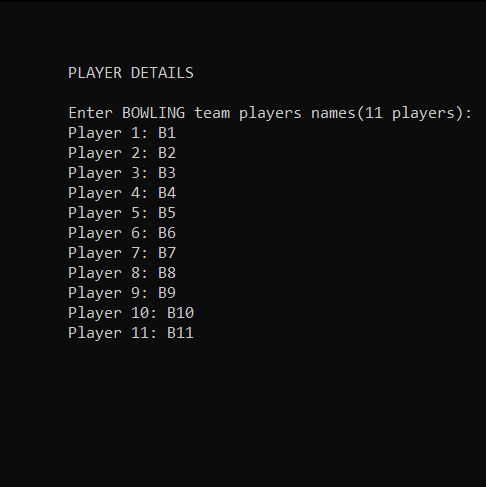 PLAYER DETAILS
Enter BOWLING team players names(11 players):
Player 1: B1
Player 2: B2
Player 3: B3
Player 4: B4
Player 5: B5
Player 6: B6
Player 7: B7
Player 8: B8
Player 9: B9
Player 10: B10
Player 11: B11